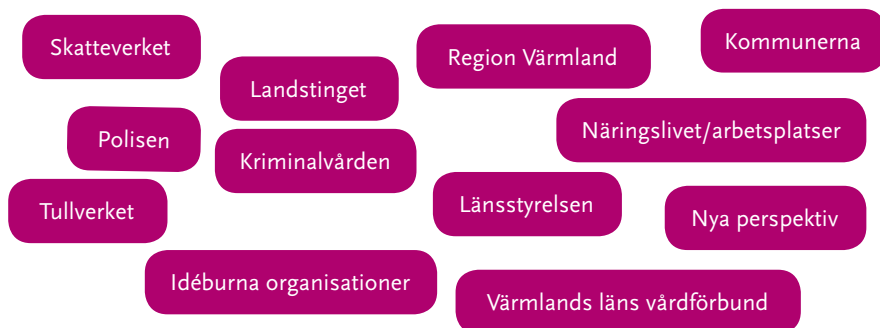 Skatteverket
Region Värmland
Kommunerna
Landstinget
Polisen
Näringslivet/arbetsplatser
Kriminalvården
Tullverket
Länsstyrelsen
Nya perspektiv
Idéburna organisationer
Värmlands läns vårdförbund